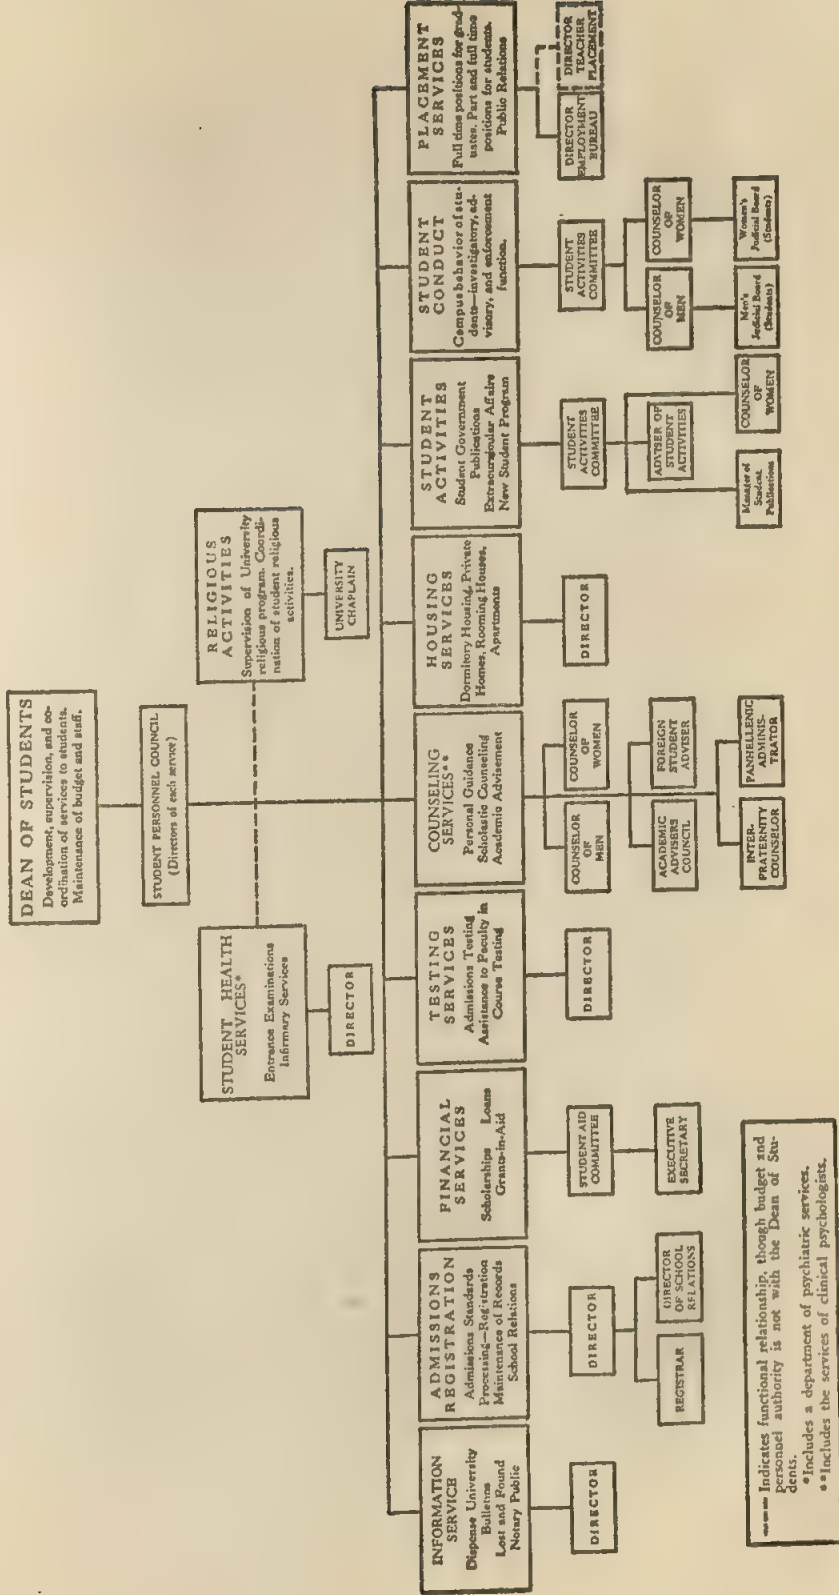 DEAN OF STUDENTS
Development, supervision, and co-
ordination of services to students.
Maintenance of budget and staff.
STUDENT PERSONNEL COUNCIL
(Directors of each service)
STUDENT HEALTH
SERVICES*
Entrance Examinations
Infirmary Services
DIRECTOR
RELIGIOUS
ACTIVITIES
Supervision of University
religious program. Coordi-
nation of student religious
activities.
UNIVERSITY
CHAPLAIN
INFORMATION
SERVICE
Dispense University
Bulletins
Lost and Found
Notary Public
DIRECTOR
ADMISSIONS
REGISTRATION
Admissions Standards
Processing—Registration
Maintenance of Records
School Relations
DIRECTOR
REGISTRAR
DIRECTOR
OF SCHOOL
RELATIONS
FINANCIAL
SERVICES
Scholarships Loans
Grants-in-Aid
STUDENT AID
COMMITTEE
EXECUTIVE
SECRETARY
TESTING
SERVICES
Admissions Testing
Assistance to Faculty in
Course Testing
DIRECTOR
COUNSELING
SERVICES**
Personal Guidance
Scholastic Counseling
Academic Advisement
COUNSELOR
OF
MEN
COUNSELOR
OF
WOMEN
ACADEMIC
ADVISERS
COUNCIL
FOREIGN
STUDENT
ADVISER
INTER-
FRATERNITY
COUNSELOR
PANHELLENIC
ADMINIS-
TRATOR
HOUSING
SERVICES
Dormitory Housing, Private
Homes, Rooming Houses,
Apartments
DIRECTOR
STUDENT
ACTIVITIES
Student Government
Publications
Extracurricular Affairs
New Student Program
STUDENT
ACTIVITIES
COMMITTEE
ADVISER OF
STUDENT
ACTIVITIES
Manager of
Student
Publications
COUNSELOR
OF
WOMEN
STUDENT
CONDUCT
Campus behavior of stu-
dents—investigatory, ad-
visory, and enforcement
function.
STUDENT
ACTIVITIES
COMMITTEE
COUNSELOR
OF
MEN
COUNSELOR
OF
WOMEN
Men's
Judicial Board
(Students)
Women's
Judicial Board
(Students)
PLACEMENT
SERVICES
Full time positions for grad-
uates. Part and full time
positions for students.
Public Relations
DIRECTOR
EMPLOYMENT
BUREAU
DIRECTOR
TEACHER
PLACEMENT
Indicates functional relationship, though budget and
personnel authority is not with the Dean of Stu-
dents.
*Includes a department of psychiatric services.
**Includes the services of clinical psychologists.